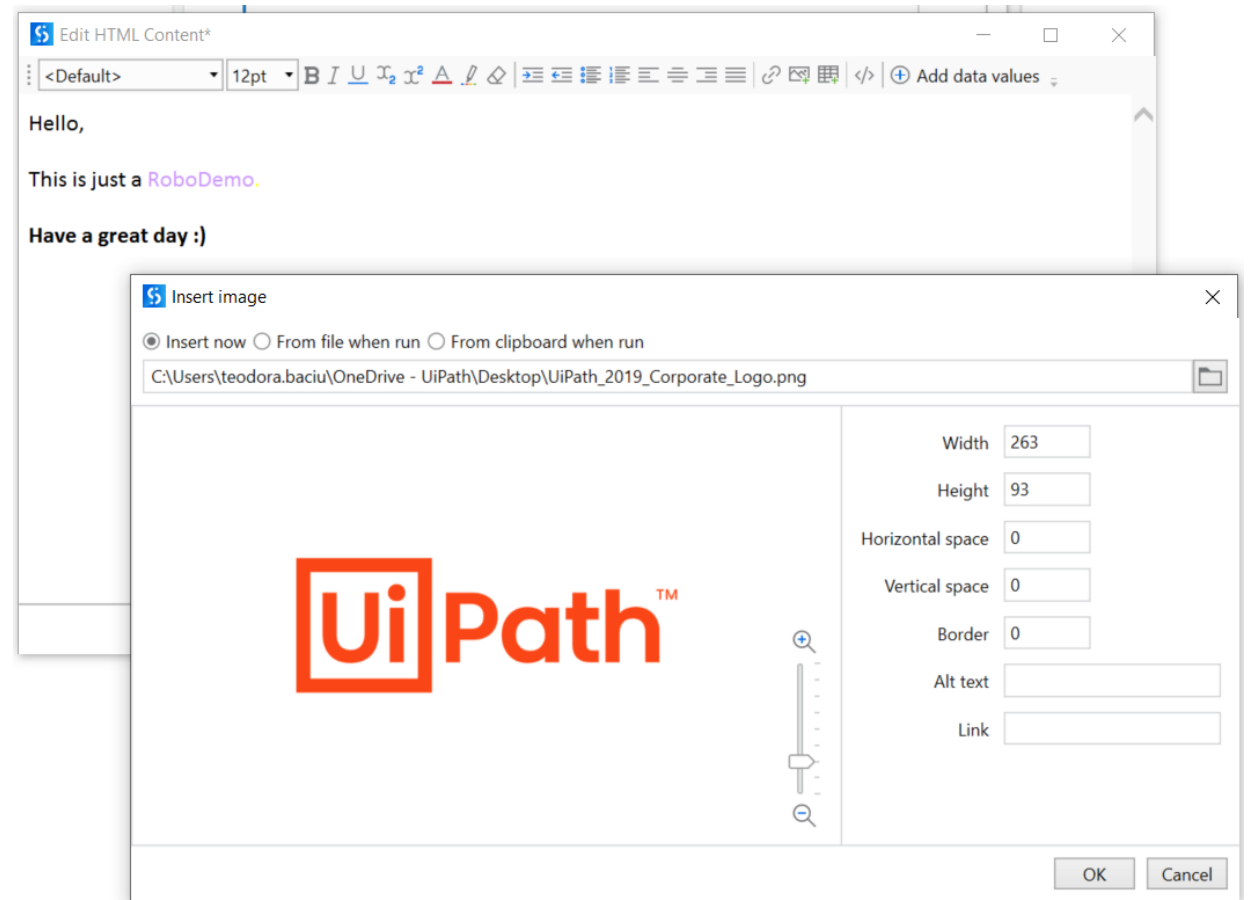 Edit HTML Content*
<Default> 12pt B I U X₂ x² A </> Add data values
Hello,
This is just a RoboDemo.
Have a great day :)
Insert image
Insert now From file when run From clipboard when run
C:\Users\teodora.baciu\OneDrive - UiPath\Desktop\UiPath_2019_Corporate_Logo.png
Width 263
Height 93
Horizontal space 0
Vertical space 0
Border 0
Alt text
Link
UiPath™
OK Cancel